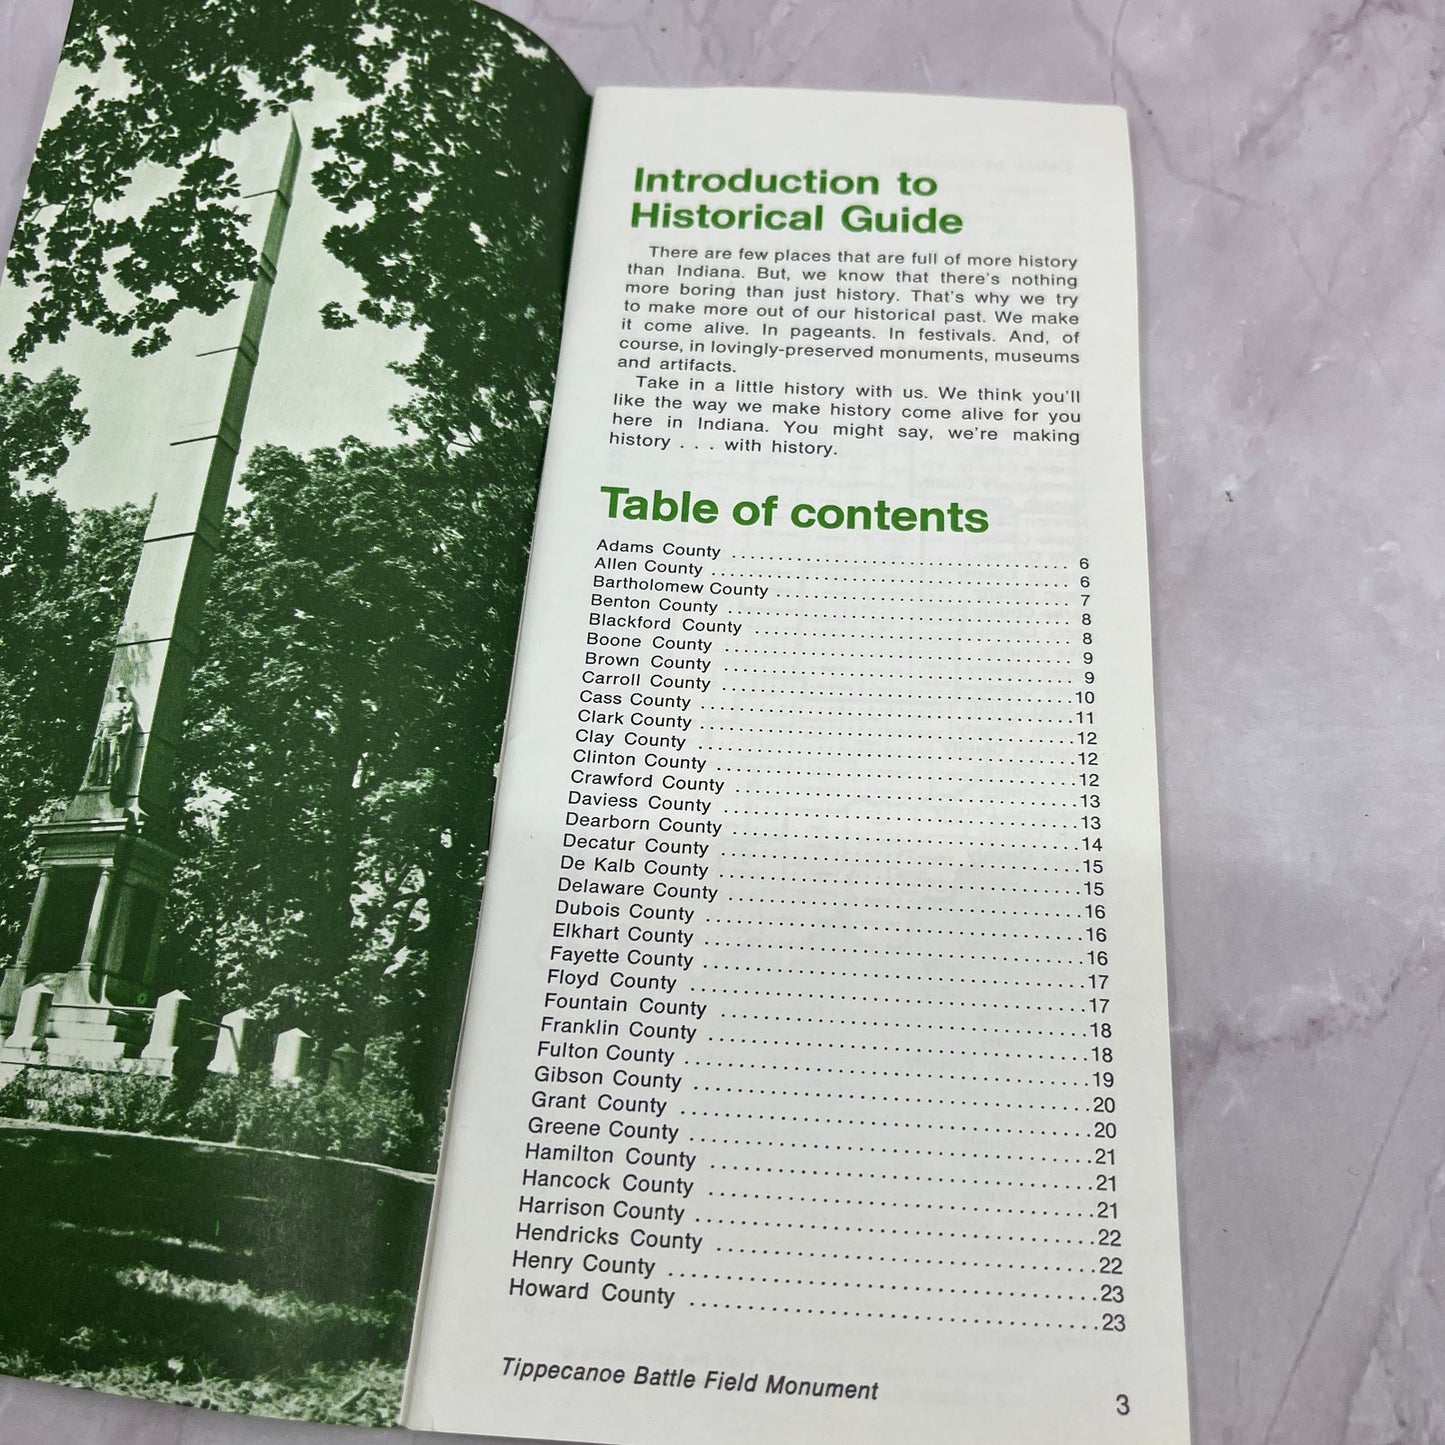 Introduction to
Historical Guide
There are few places that are full of more history
than Indiana. But, we know that there's nothing
more boring than just history. That's why we try
to make more out of our historical past. We make
it come alive. In pageants. In festivals. And, of
course, in lovingly-preserved monuments, museums
and artifacts.
Take in a little history with us. We think you'll
like the way we make history come alive for you
here in Indiana. You might say, we're making
history . . . with history.
Table of contents
Adams County ........ 6
Allen County ........ 6
Bartholomew County ........ 7
Benton County ........ 8
Blackford County ........ 8
Boone County ........ 9
Brown County ........ 9
Carroll County ........ 10
Cass County ........ 11
Clark County ........ 12
Clay County ........ 12
Clinton County ........ 12
Crawford County ........ 13
Daviess County ........ 13
Dearborn County ........ 14
Decatur County ........ 15
De Kalb County ........ 15
Delaware County ........ 16
Dubois County ........ 16
Elkhart County ........ 16
Fayette County ........ 17
Floyd County ........ 17
Fountain County ........ 18
Franklin County ........ 18
Fulton County ........ 19
Gibson County ........ 20
Grant County ........ 20
Greene County ........ 21
Hamilton County ........ 21
Hancock County ........ 21
Harrison County ........ 22
Hendricks County ........ 22
Henry County ........ 23
Howard County ........ 23
Tippecanoe Battle Field Monument
3